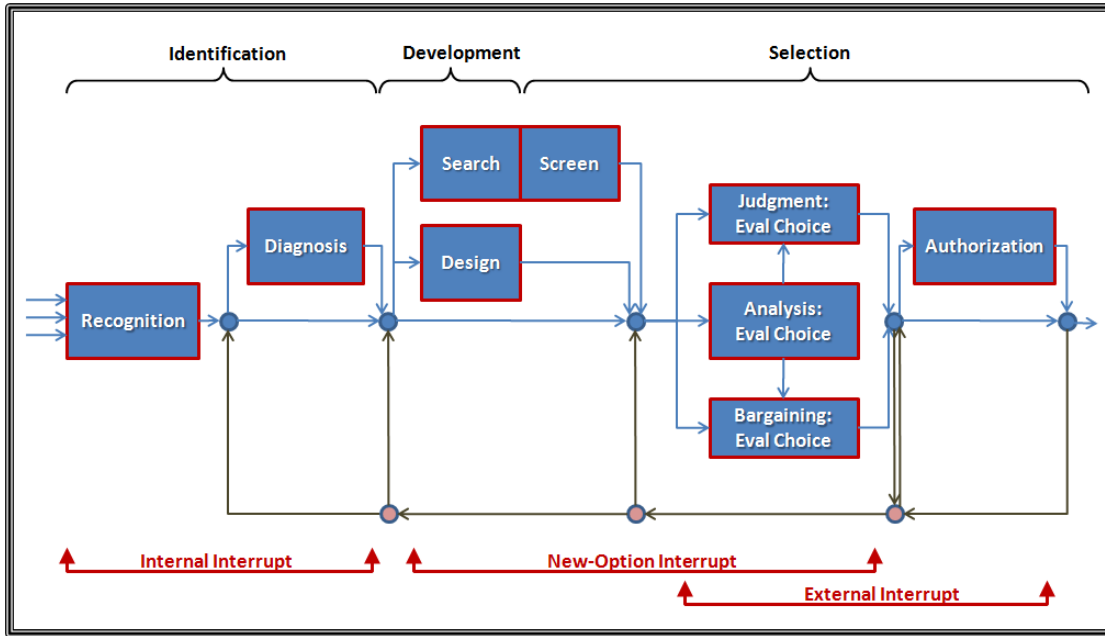 Identification
Development
Selection
Search
Screen
Judgment:
Eval Choice
Diagnosis
Design
Authorization
Recognition
Analysis:
Eval Choice
Bargaining:
Eval Choice
Internal Interrupt
New-Option Interrupt
External Interrupt